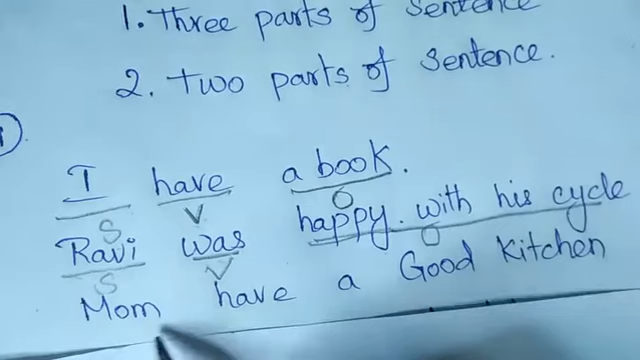 1. Three parts of Sentence
2. Two parts of Sentence.
I have a book.
S V O
Ravi was happy. with his cycle
S V O
Mom have a Good Kitchen